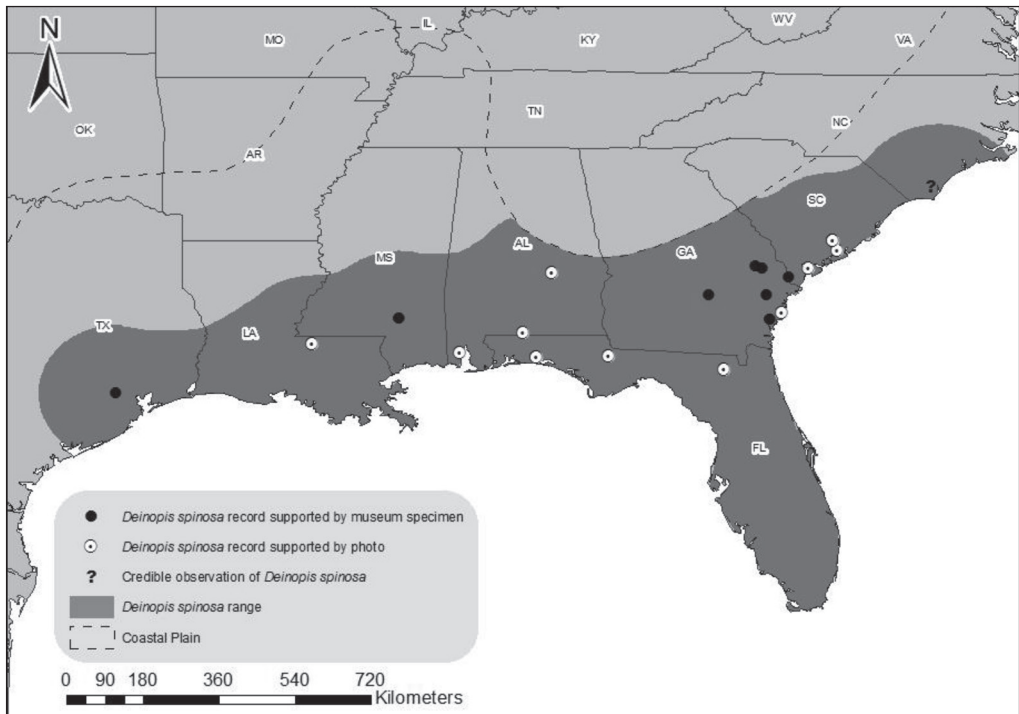 N
MO
IL
KY
WV
VA
OK
AR
TN
NC
SC
MS
AL
GA
TX
LA
?
FL
Deinopis spinosa record supported by museum specimen
Deinopis spinosa record supported by photo
? Credible observation of Deinopis spinosa
Deinopis spinosa range
Coastal Plain
0 90 180 360 540 720
Kilometers